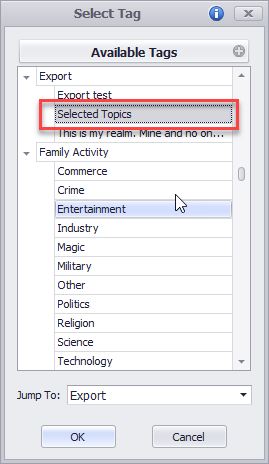 Select Tag
Available Tags
Export
Export test
Selected Topics
This is my realm. Mine and no on...
Family Activity
Commerce
Crime
Entertainment
Industry
Magic
Military
Other
Politics
Religion
Science
Technology
Jump To: Export
OK Cancel